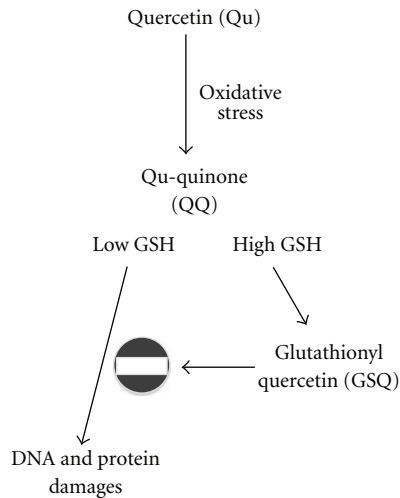 Quercetin (Qu)
Oxidative
stress
Qu-quinone
(QQ)
Low GSH
High GSH
Glutathionyl
quercetin (GSQ)
DNA and protein
damages